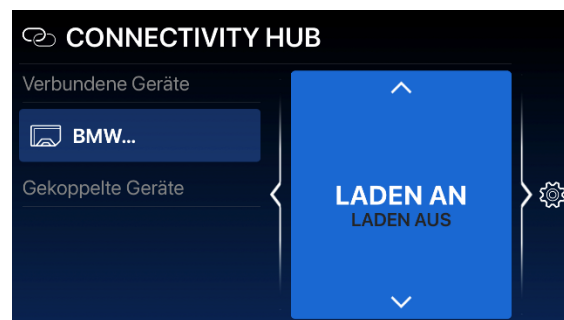 CONNECTIVITY HUB
Verbundene Geräte
BMW...
Gekoppelte Geräte
LADEN AN
LADEN AUS